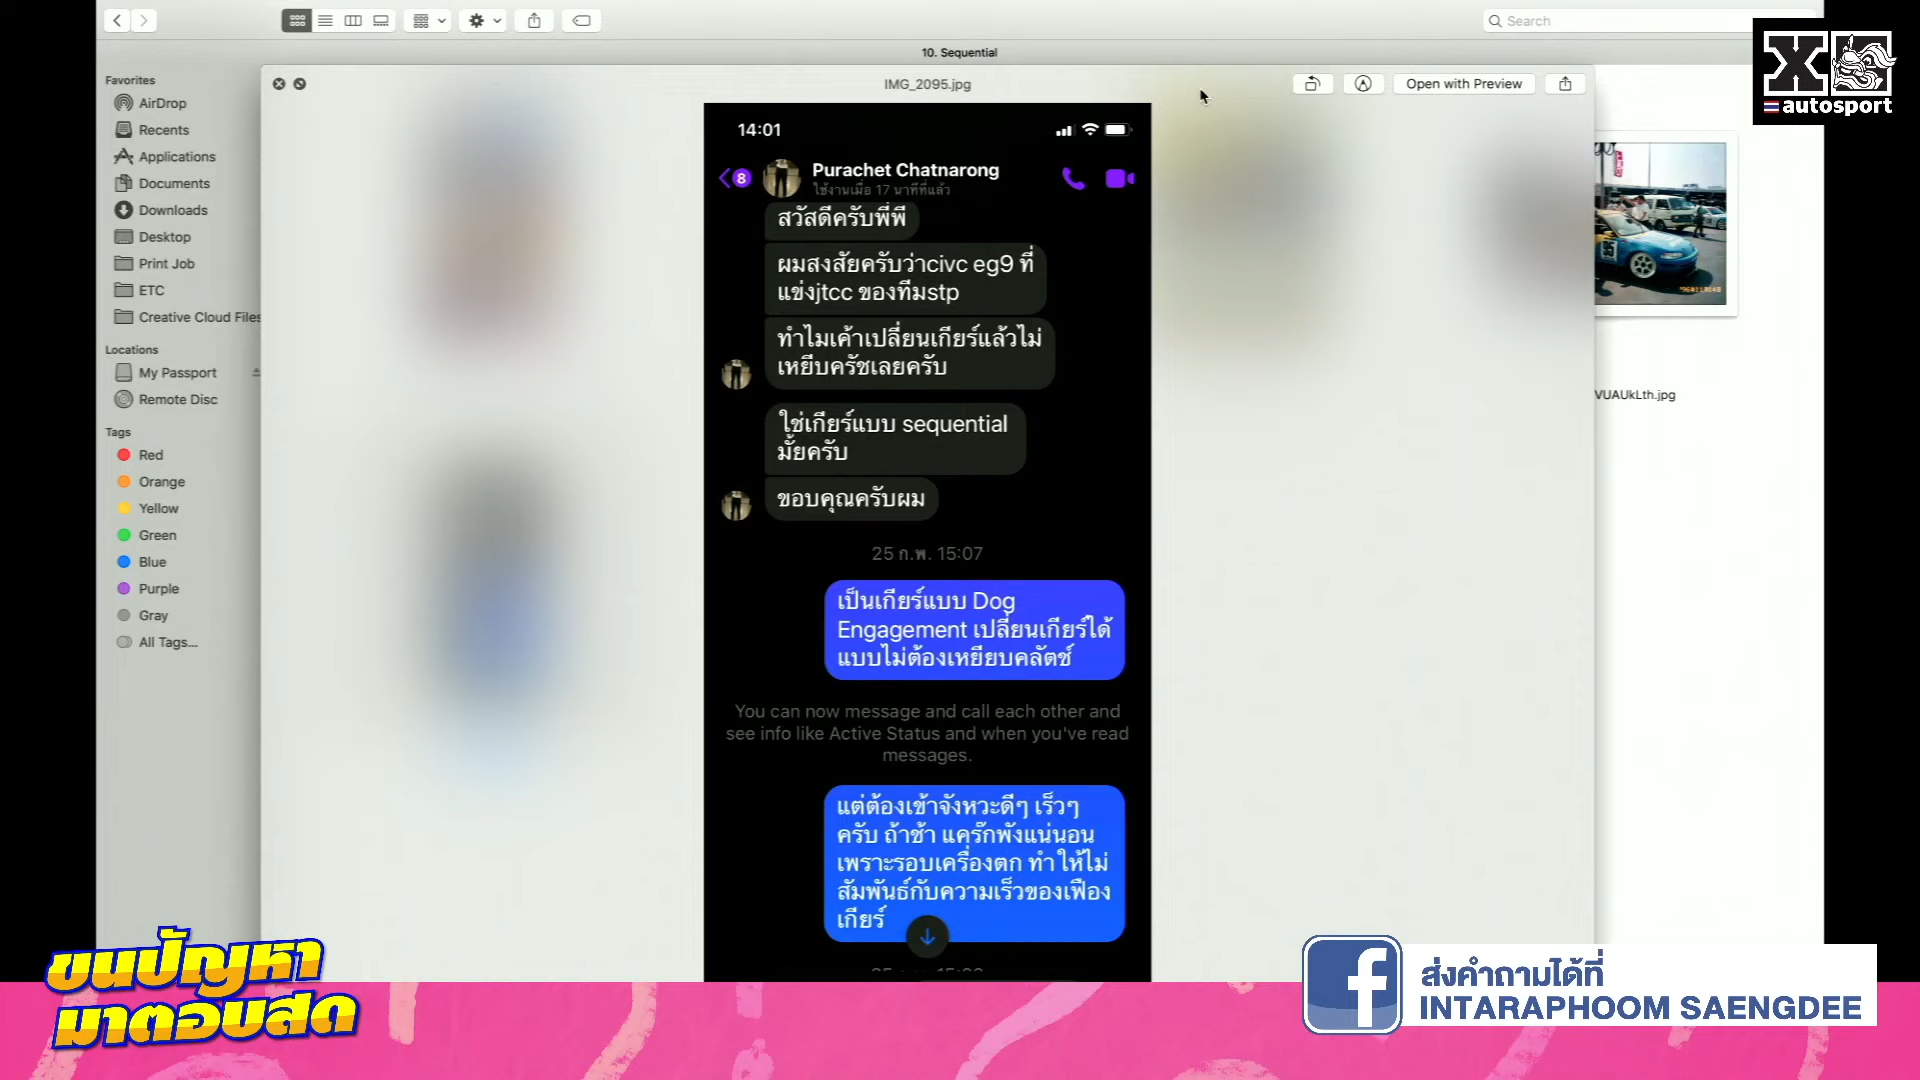 Search
10. Sequential
Favorites
AirDrop
Recents
Applications
Documents
Downloads
Desktop
Print Job
ETC
Creative Cloud Files
Locations
My Passport
Remote Disc
Tags
Red
Orange
Yellow
Green
Blue
Purple
Gray
All Tags...
IMG_2095.jpg
Open with Preview
14:01
8
Purachet Chatnarong
ใช้งานเมื่อ 17 นาทีที่แล้ว
สวัสดีครับพี่พี
ผมสงสัยครับว่าcivc eg9 ที่
แข่งjtcc ของทีมstp
ทำไมเค้าเปลี่ยนเกียร์แล้วไม่
เหยีบครัชเลยครับ
ใช่เกียร์แบบ sequential
มั้ยครับ
ขอบคุณครับผม
25 ก.พ. 15:07
เป็นเกียร์แบบ Dog
Engagement เปลี่ยนเกียร์ได้
แบบไม่ต้องเหยียบคลัตช์
You can now message and call each other and
see info like Active Status and when you've read
messages.
แต่ต้องเข้าจังหวะดีๆ เร็วๆ
ครับ ถ้าช้า แคร๊กพังแน่นอน
เพราะรอบเครื่องตก ทำให้ไม่
สัมพันธ์กับความเร็วของเฟือง
เกียร์
VUAUkLth.jpg
X
autosport
ขนปัญหา
มาตอบสด
f
ส่งคำถามได้ที่
INTARAPHOOM SAENGDEE